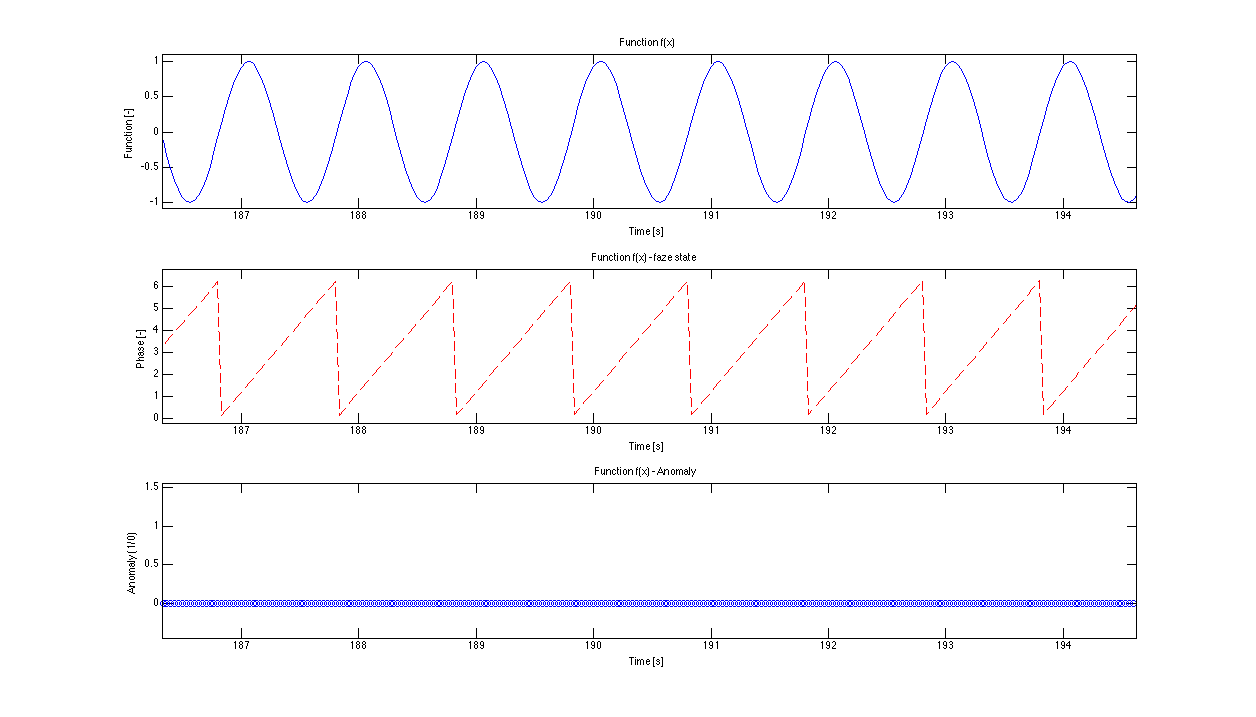 Function f(x)
1
0.5
0
-0.5
-1
Function [-]
187 188 189 190 191 192 193 194
Time [s]
Function f(x) - faze state
6
5
4
3
2
1
0
Phase [-]
187 188 189 190 191 192 193 194
Time [s]
Function f(x) - Anomaly
1.5
1
0.5
0
Anomaly (1/0)
187 188 189 190 191 192 193 194
Time [s]